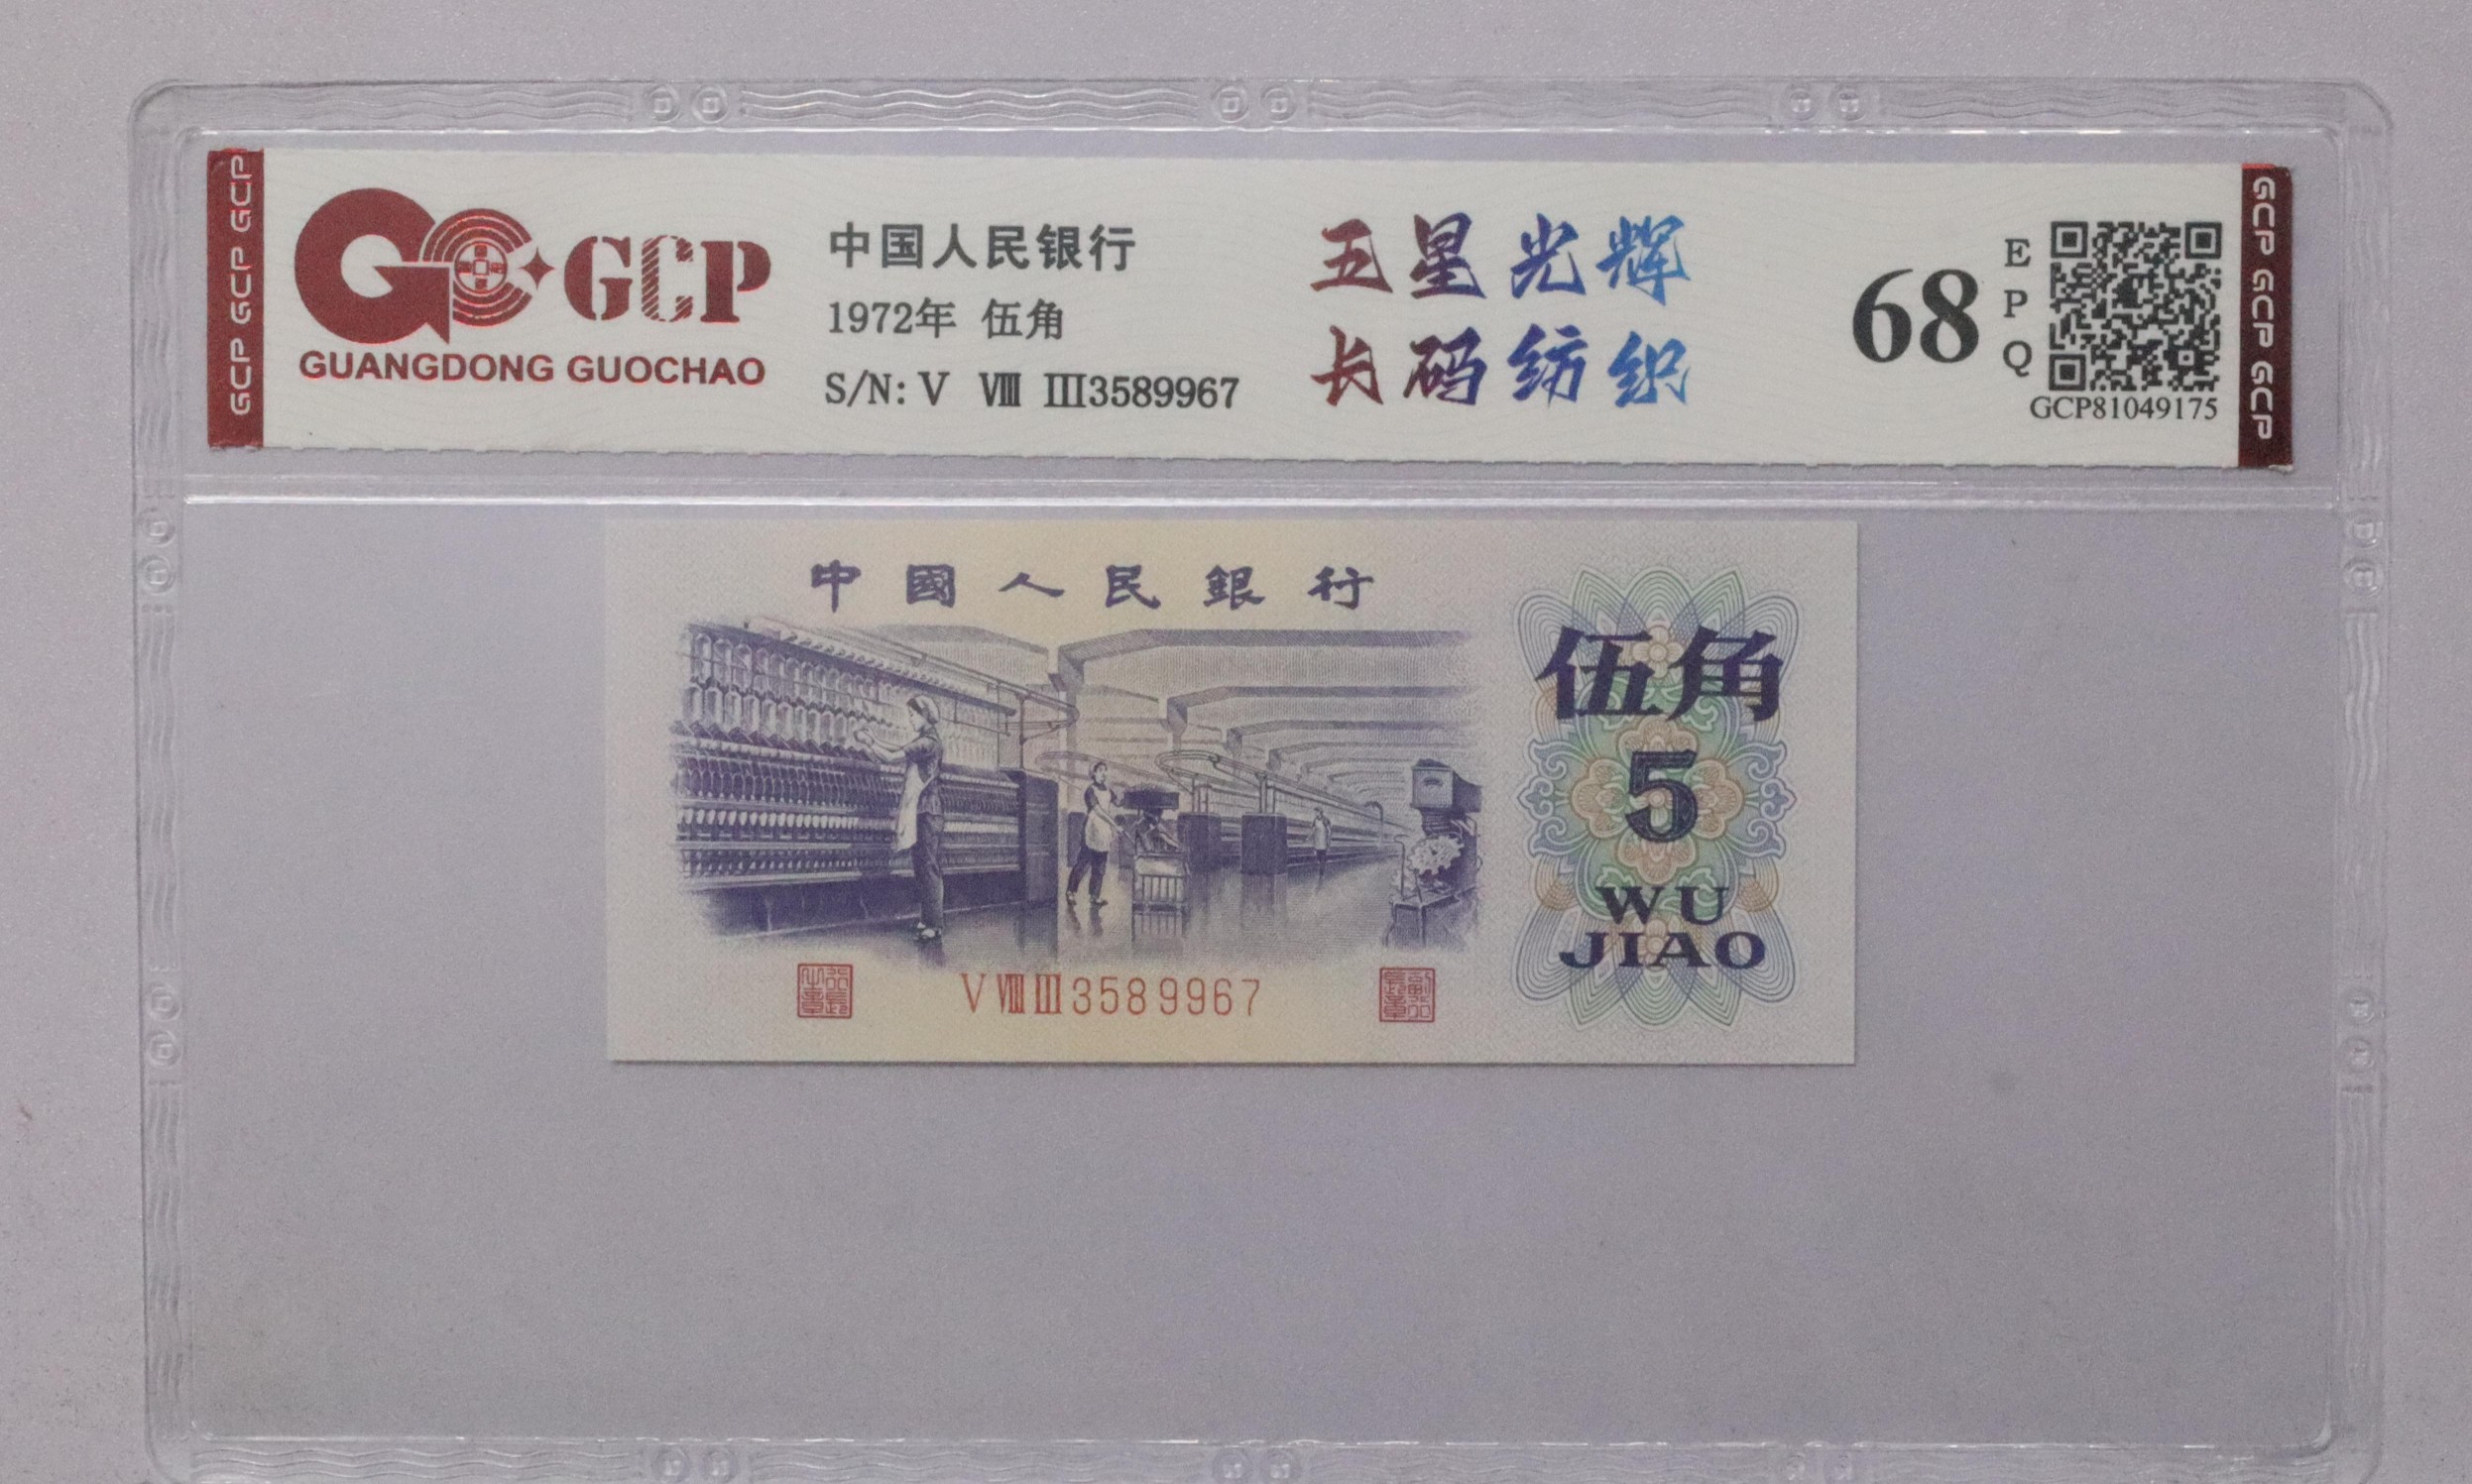 GCP GCP GCP
GCP
GUANGDONG GUOCHAO
中国人民银行
1972年 伍角
S/N: V Ⅷ Ⅲ3589967
五星光辉
长码纺织
68
E
P
Q
GCP81049175
GCP GCP GCP
中國人民銀行
伍角
5
WU
JIAO
V Ⅷ Ⅲ 3589967